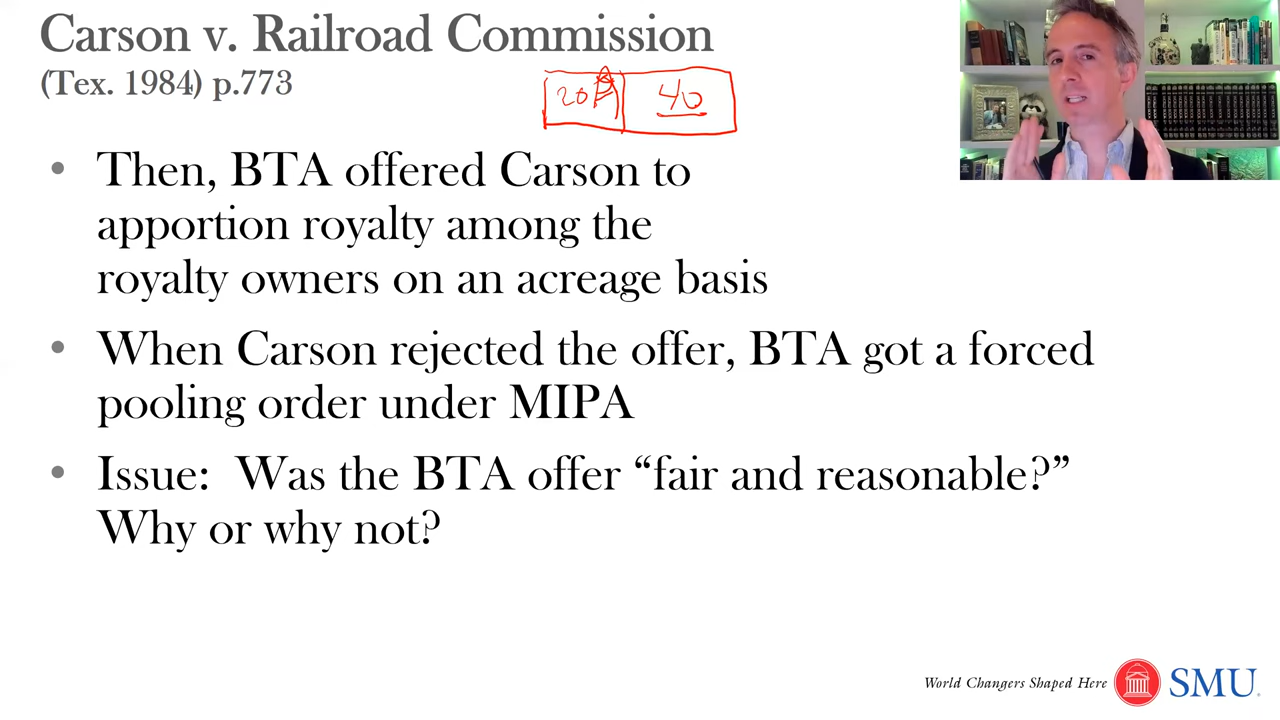 Carson v. Railroad Commission
(Tex. 1984) p.773
20 40
• Then, BTA offered Carson to
apportion royalty among the
royalty owners on an acreage basis
• When Carson rejected the offer, BTA got a forced
pooling order under MIPA
• Issue: Was the BTA offer “fair and reasonable?”
Why or why not?
World Changers Shaped Here SMU